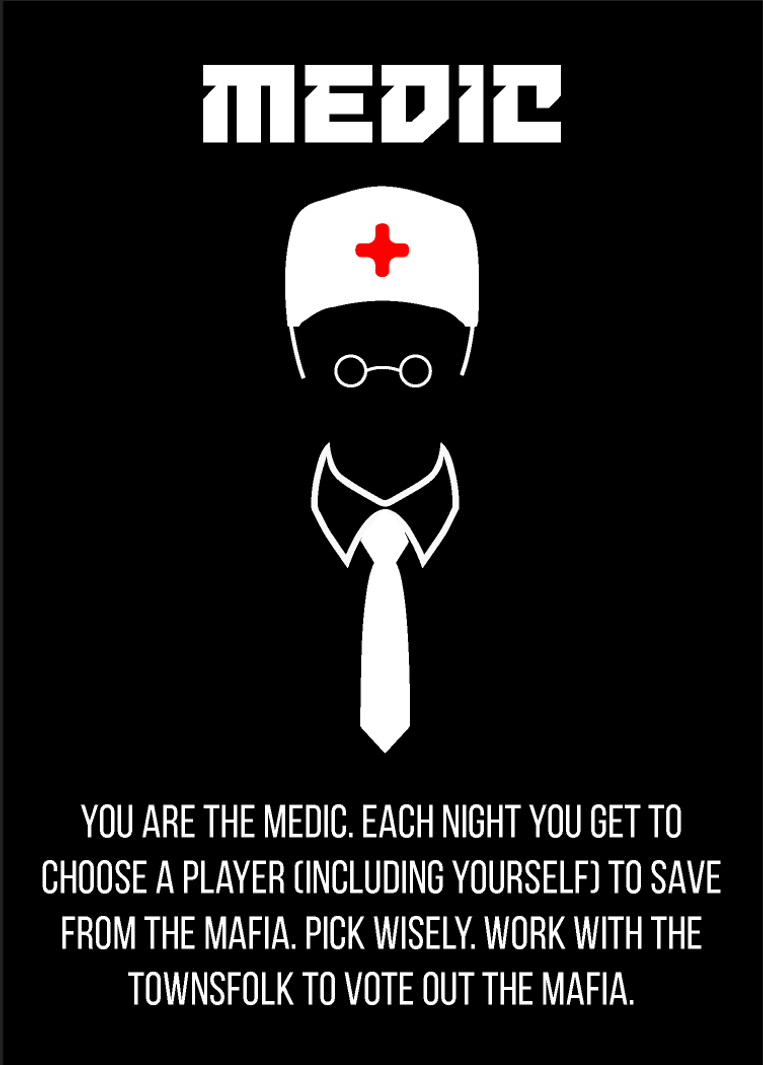 MEDIC
YOU ARE THE MEDIC. EACH NIGHT YOU GET TO
CHOOSE A PLAYER (INCLUDING YOURSELF) TO SAVE
FROM THE MAFIA. PICK WISELY. WORK WITH THE
TOWNSFOLK TO VOTE OUT THE MAFIA.